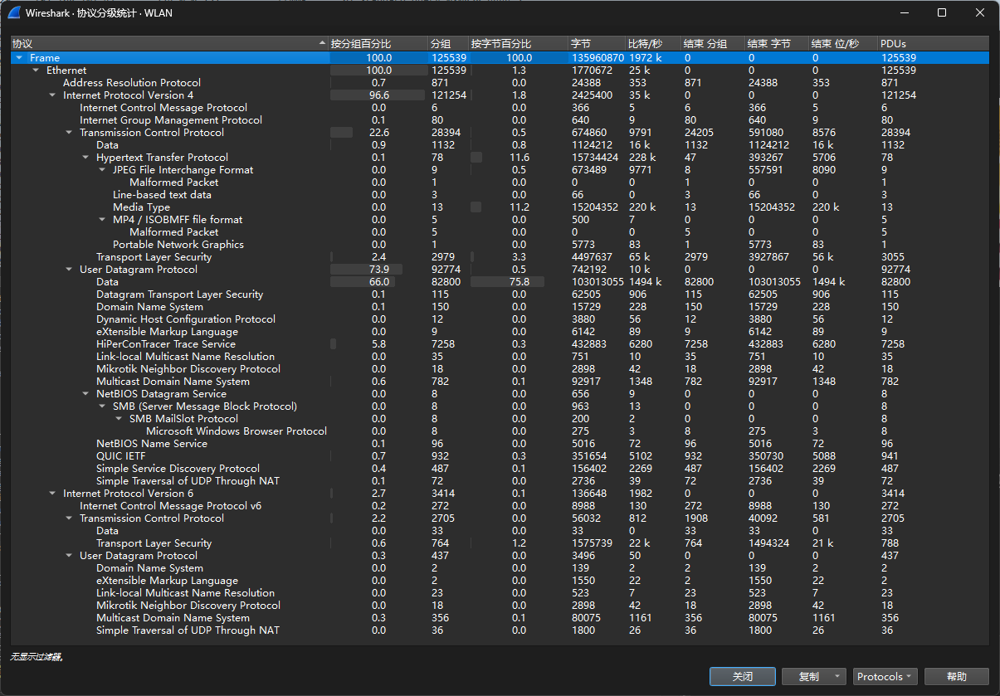 Wireshark · 协议分级统计 · WLAN
协议 按分组百分比 分组 按字节百分比 字节 比特/秒 结束 分组 结束 字节 结束 位/秒 PDUs
Frame 100.0 125539 100.0 135960870 1972 k 0 0 0 125539
Ethernet 100.0 125539 1.3 1770672 25 k 0 0 0 125539
Address Resolution Protocol 0.7 871 0.0 24388 353 871 24388 353 871
Internet Protocol Version 4 96.6 121254 1.8 2425400 35 k 0 0 0 121254
Internet Control Message Protocol 0.0 6 0.0 366 5 6 366 5 6
Internet Group Management Protocol 0.1 80 0.0 640 9 80 640 9 80
Transmission Control Protocol 22.6 28394 0.5 674860 9791 24205 591080 8576 28394
Data 0.9 1132 0.8 1124212 16 k 1132 1124212 16 k 1132
Hypertext Transfer Protocol 0.1 78 11.6 15734424 228 k 47 393267 5706 78
JPEG File Interchange Format 0.0 9 0.5 673489 9771 8 557591 8090 9
Malformed Packet 0.0 1 0.0 0 0 1 0 0 1
Line-based text data 0.0 3 0.0 66 0 3 66 0 3
Media Type 0.0 13 11.2 15204352 220 k 13 15204352 220 k 13
MP4 / ISOBMFF file format 0.0 5 0.0 500 7 0 0 0 5
Malformed Packet 0.0 5 0.0 0 0 5 0 0 5
Portable Network Graphics 0.0 1 0.0 5773 83 1 5773 83 1
Transport Layer Security 2.4 2979 3.3 4497637 65 k 2979 3927867 56 k 3055
User Datagram Protocol 73.9 92774 0.5 742192 10 k 0 0 0 92774
Data 66.0 82800 75.8 103013055 1494 k 82800 103013055 1494 k 82800
Datagram Transport Layer Security 0.1 115 0.0 62505 906 115 62505 906 115
Domain Name System 0.1 150 0.0 15729 228 150 15729 228 150
Dynamic Host Configuration Protocol 0.0 12 0.0 3880 56 12 3880 56 12
eXtensible Markup Language 0.0 9 0.0 6142 89 9 6142 89 9
HiPerConTracer Trace Service 5.8 7258 0.3 432883 6280 7258 432883 6280 7258
Link-local Multicast Name Resolution 0.0 35 0.0 751 10 35 751 10 35
Mikrotik Neighbor Discovery Protocol 0.0 18 0.0 2898 42 18 2898 42 18
Multicast Domain Name System 0.6 782 0.1 92917 1348 782 92917 1348 782
NetBIOS Datagram Service 0.0 8 0.0 656 9 0 0 0 8
SMB (Server Message Block Protocol) 0.0 8 0.0 963 13 0 0 0 8
SMB MailSlot Protocol 0.0 8 0.0 200 2 0 0 0 8
Microsoft Windows Browser Protocol 0.0 8 0.0 275 3 8 275 3 8
NetBIOS Name Service 0.1 96 0.0 5016 72 96 5016 72 96
QUIC IETF 0.7 932 0.3 351654 5102 932 350730 5088 941
Simple Service Discovery Protocol 0.4 487 0.1 156402 2269 487 156402 2269 487
Simple Traversal of UDP Through NAT 0.1 72 0.0 2736 39 72 2736 39 72
Internet Protocol Version 6 2.7 3414 0.1 136648 1982 0 0 0 3414
Internet Control Message Protocol v6 0.2 272 0.0 8988 130 272 8988 130 272
Transmission Control Protocol 2.2 2705 0.0 56032 812 1908 40092 581 2705
Data 0.0 33 0.0 33 0 33 33 0 33
Transport Layer Security 0.6 764 1.2 1575739 22 k 764 1494324 21 k 788
User Datagram Protocol 0.3 437 0.0 3496 50 0 0 0 437
Domain Name System 0.0 2 0.0 139 2 2 139 2 2
eXtensible Markup Language 0.0 2 0.0 1550 22 2 1550 22 2
Link-local Multicast Name Resolution 0.0 23 0.0 523 7 23 523 7 23
Mikrotik Neighbor Discovery Protocol 0.0 18 0.0 2898 42 18 2898 42 18
Multicast Domain Name System 0.3 356 0.1 80075 1161 356 80075 1161 356
Simple Traversal of UDP Through NAT 0.0 36 0.0 1800 26 36 1800 26 36
无显示过滤器。
关闭 复制 Protocols 帮助